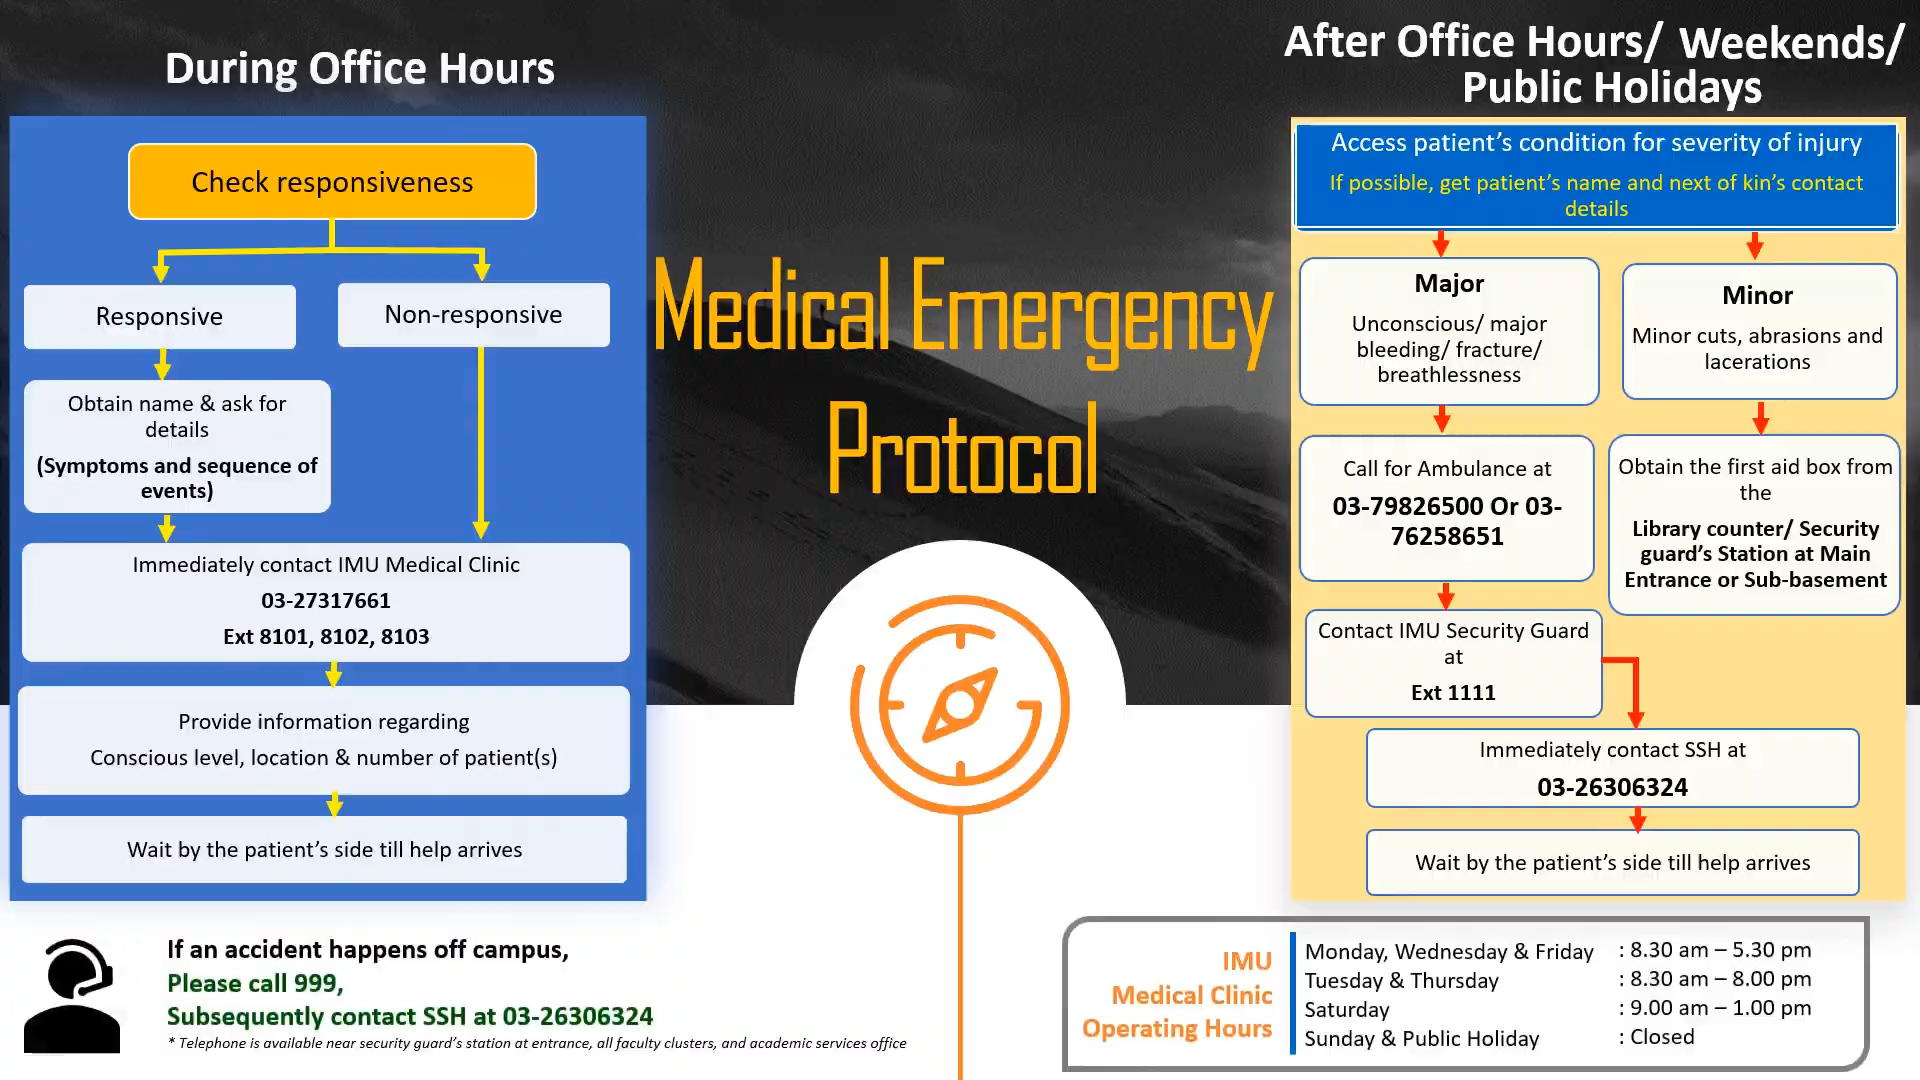 During Office Hours
Check responsiveness
Responsive
Non-responsive
Obtain name & ask for
details
(Symptoms and sequence of
events)
Immediately contact IMU Medical Clinic
03-27317661
Ext 8101, 8102, 8103
Provide information regarding
Conscious level, location & number of patient(s)
Wait by the patient's side till help arrives
Medical Emergency
Protocol
After Office Hours/ Weekends/
Public Holidays
Access patient's condition for severity of injury
If possible, get patient's name and next of kin's contact
details
Major
Unconscious/ major
bleeding/ fracture/
breathlessness
Minor
Minor cuts, abrasions and
lacerations
Call for Ambulance at
03-79826500 Or 03-
76258651
Obtain the first aid box from
the
Library counter/ Security
guard's Station at Main
Entrance or Sub-basement
Contact IMU Security Guard
at
Ext 1111
Immediately contact SSH at
03-26306324
Wait by the patient's side till help arrives
If an accident happens off campus,
Please call 999,
Subsequently contact SSH at 03-26306324
* Telephone is available near security guard's station at entrance, all faculty clusters, and academic services office
IMU
Medical Clinic
Operating Hours
Monday, Wednesday & Friday : 8.30 am – 5.30 pm
Tuesday & Thursday : 8.30 am – 8.00 pm
Saturday : 9.00 am – 1.00 pm
Sunday & Public Holiday : Closed